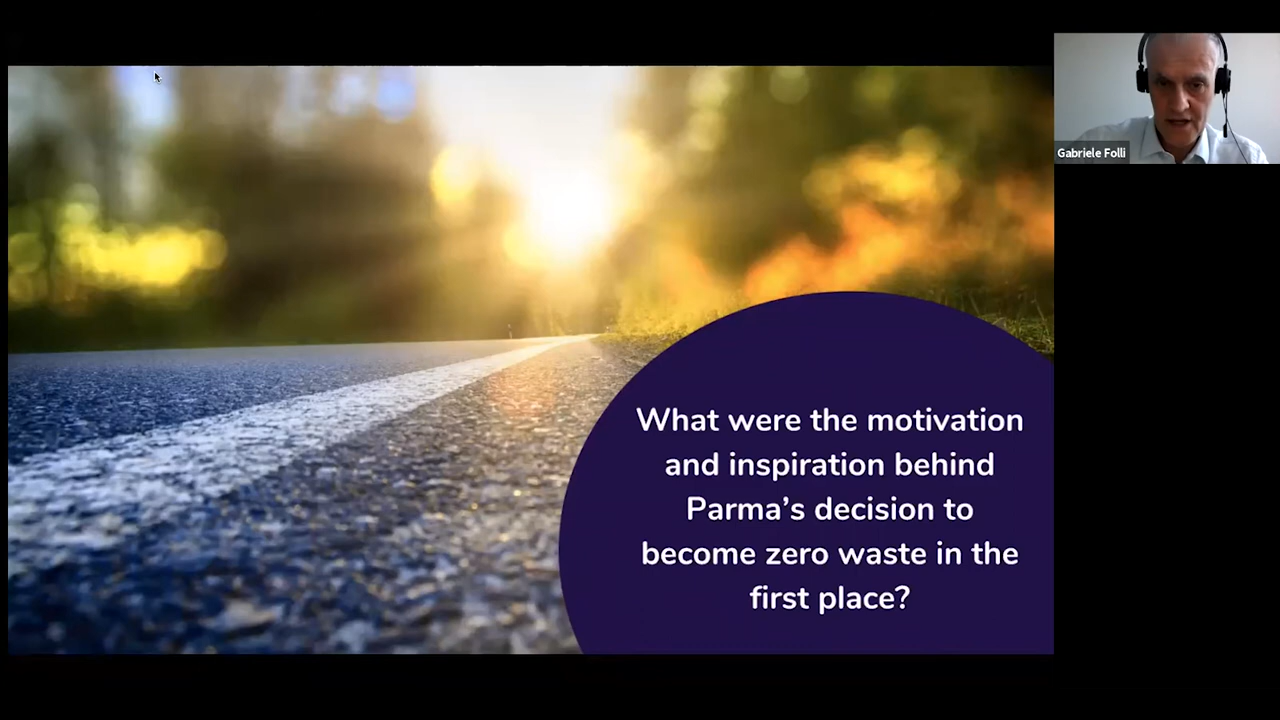 Gabriele Folli
What were the motivation
and inspiration behind
Parma’s decision to
become zero waste in the
first place?